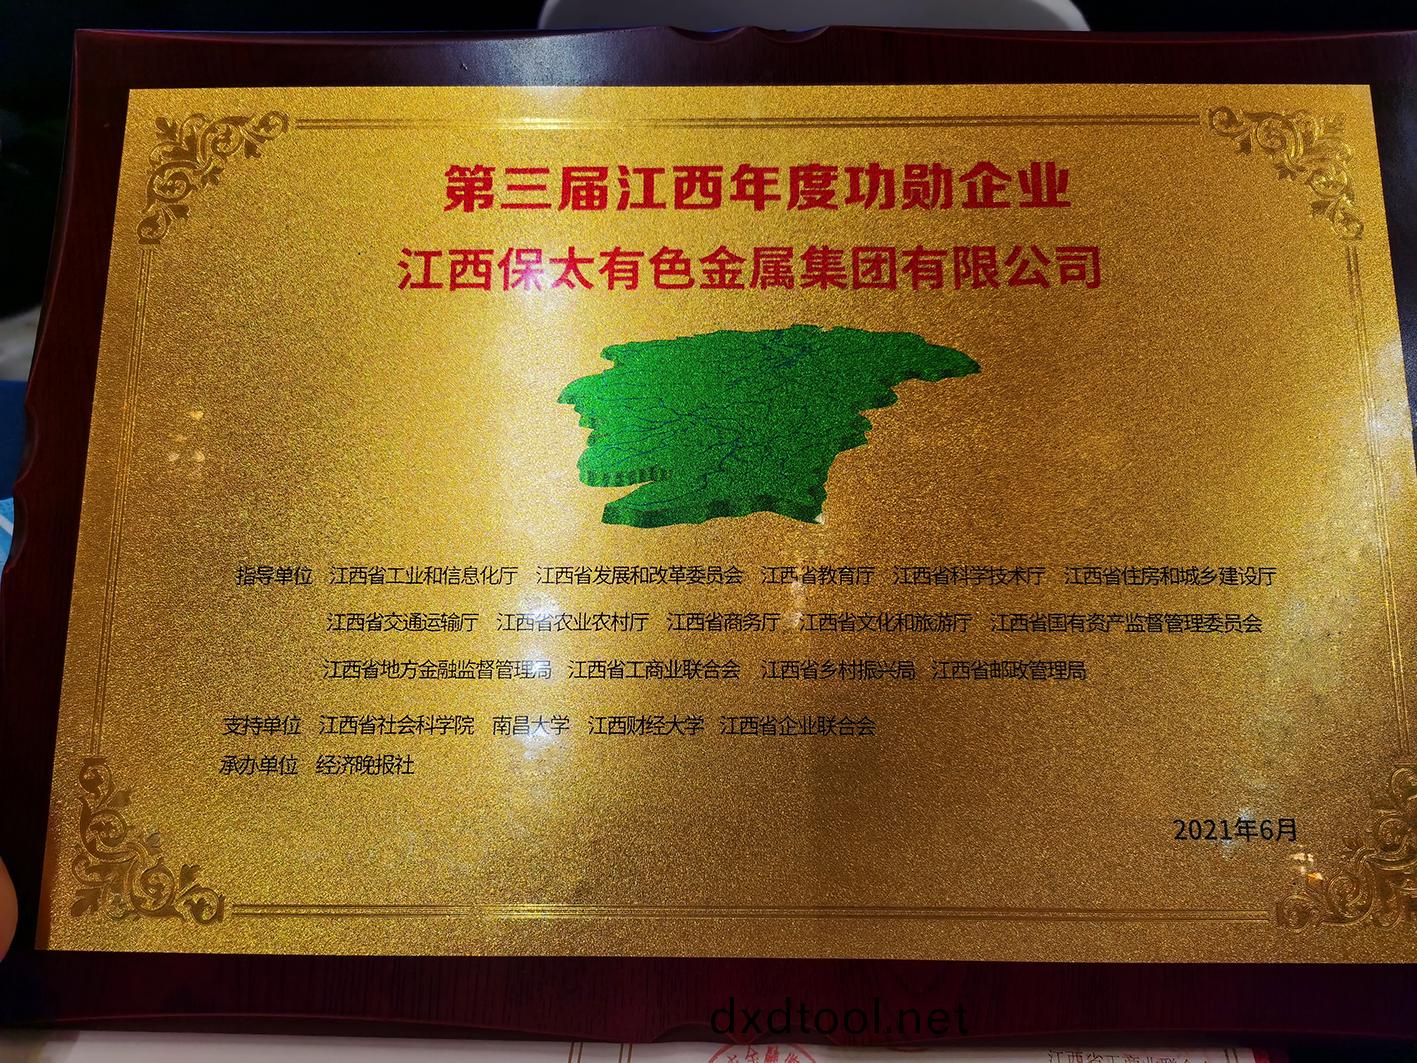 第三届江西年度功勋企业
江西保太有色金属集团有限公司
指导单位 江西省工业和信息化厅 江西省发展和改革委员会 江西省教育厅 江西省科学技术厅 江西省住房和城乡建设厅
江西省交通运输厅 江西省农业农村厅 江西省商务厅 江西省文化和旅游厅 江西省国有资产监督管理委员会
江西省地方金融监督管理局 江西省工商业联合会 江西省乡村振兴局 江西省邮政管理局
支持单位 江西省社会科学院 南昌大学 江西财经大学 江西省企业联合会
承办单位 经济晚报社
2021年6月
dxdtool.net